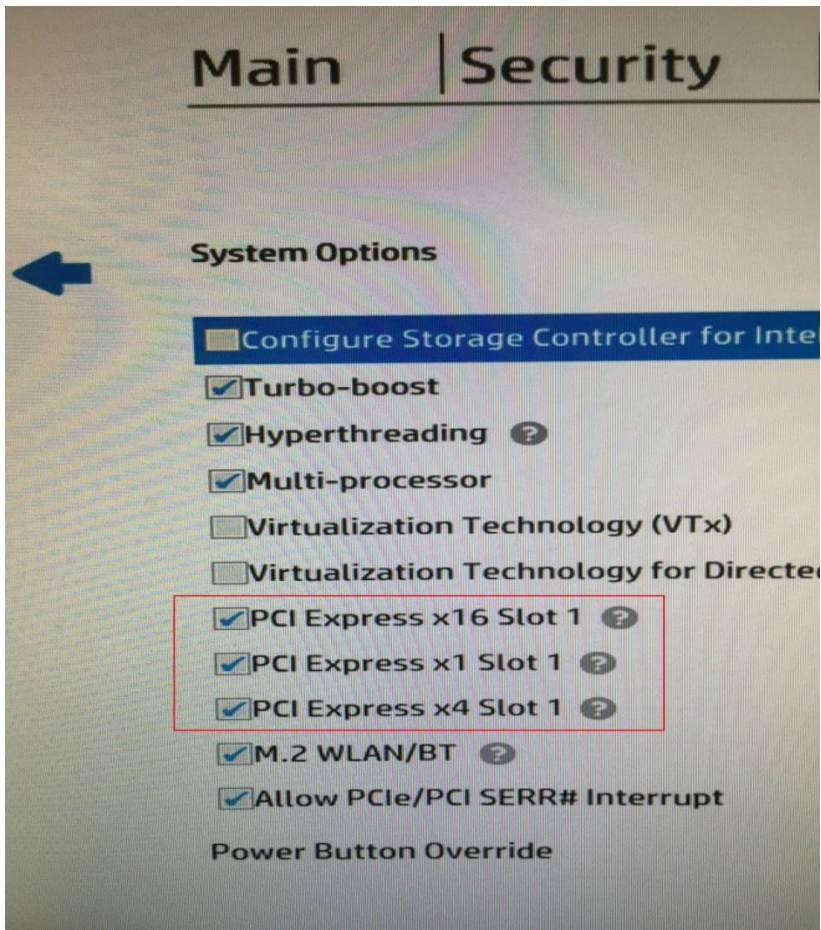 Main | Security
System Options
Configure Storage Controller for Intel
Turbo-boost
Hyperthreading ?
Multi-processor
Virtualization Technology (VTx)
Virtualization Technology for Directed
PCI Express x16 Slot 1 ?
PCI Express x1 Slot 1 ?
PCI Express x4 Slot 1 ?
M.2 WLAN/BT ?
Allow PCIe/PCI SERR# Interrupt
Power Button Override